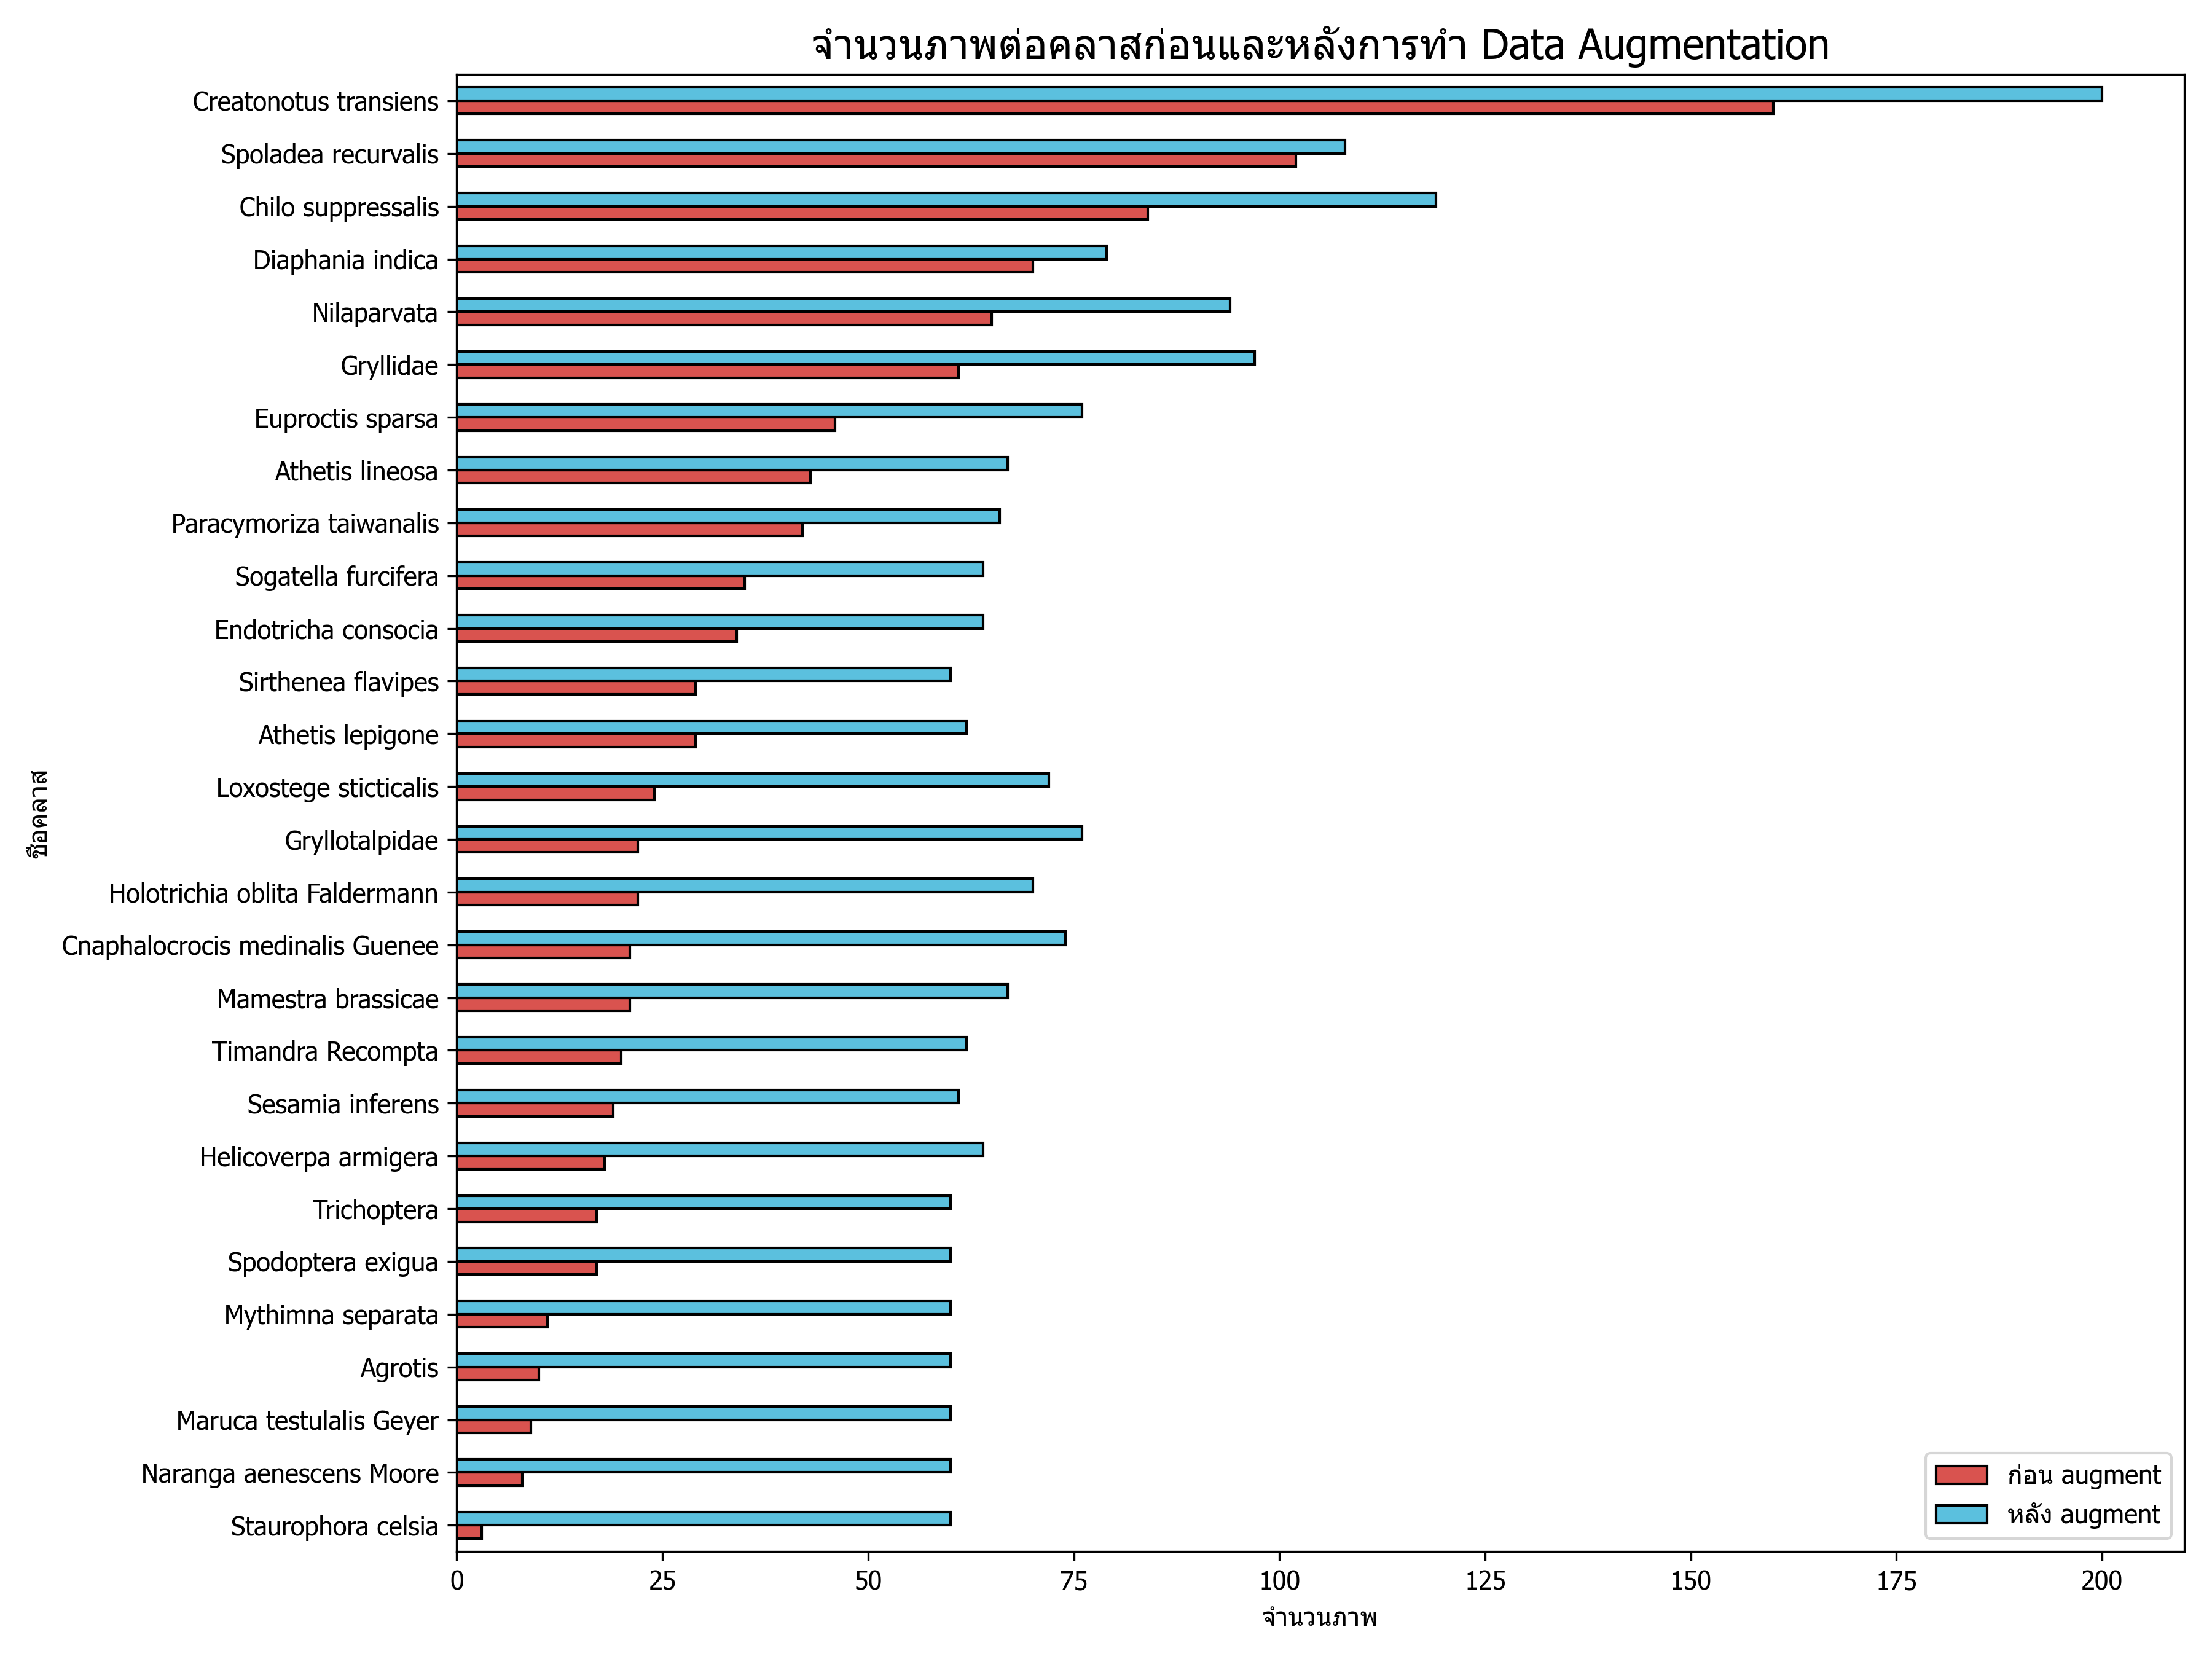 จำนวนภาพต่อคลาสก่อนและหลังการทำ Data Augmentation
Creatonotus transiens
Spoladea recurvalis
Chilo suppressalis
Diaphania indica
Nilaparvata
Gryllidae
Euproctis sparsa
Athetis lineosa
Paracymoriza taiwanalis
Sogatella furcifera
Endotricha consocia
Sirthenea flavipes
Athetis lepigone
Loxostege sticticalis
Gryllotalpidae
Holotrichia oblita Faldermann
Cnaphalocrocis medinalis Guenee
Mamestra brassicae
Timandra Recompta
Sesamia inferens
Helicoverpa armigera
Trichoptera
Spodoptera exigua
Mythimna separata
Agrotis
Maruca testulalis Geyer
Naranga aenescens Moore
Staurophora celsia
ชื่อคลาส
0 25 50 75 100 125 150 175 200
จำนวนภาพ
ก่อน augment
หลัง augment